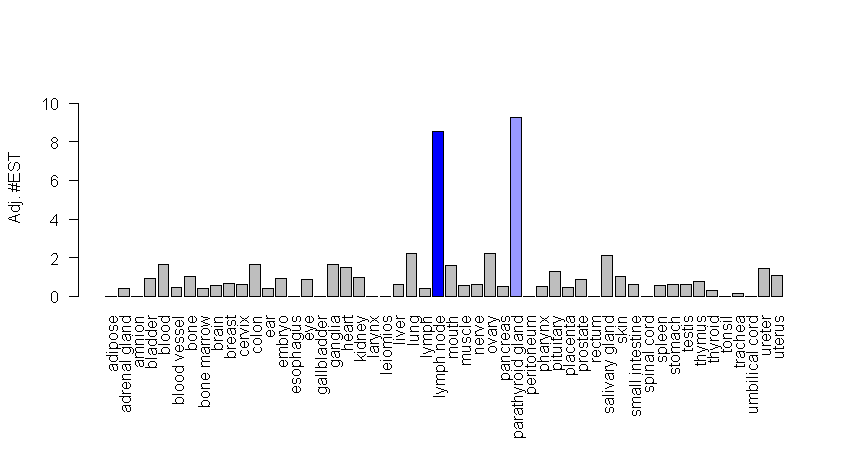 10
8
6
4
2
0
Adj. #EST
adipose
adrenal gland
amnion
bladder
blood
blood vessel
bone
bone marrow
brain
breast
cervix
colon
ear
embryo
esophagus
eye
gallbladder
ganglia
heart
kidney
larynx
leiomios
liver
lung
lymph
lymph node
mouth
muscle
nerve
ovary
pancreas
parathyroid gland
peritoneum
pharynx
pituitary
placenta
prostate
rectum
salivary gland
skin
small intestine
spinal cord
spleen
stomach
testis
thymus
thyroid
tonsil
trachea
umbilical cord
ureter
uterus